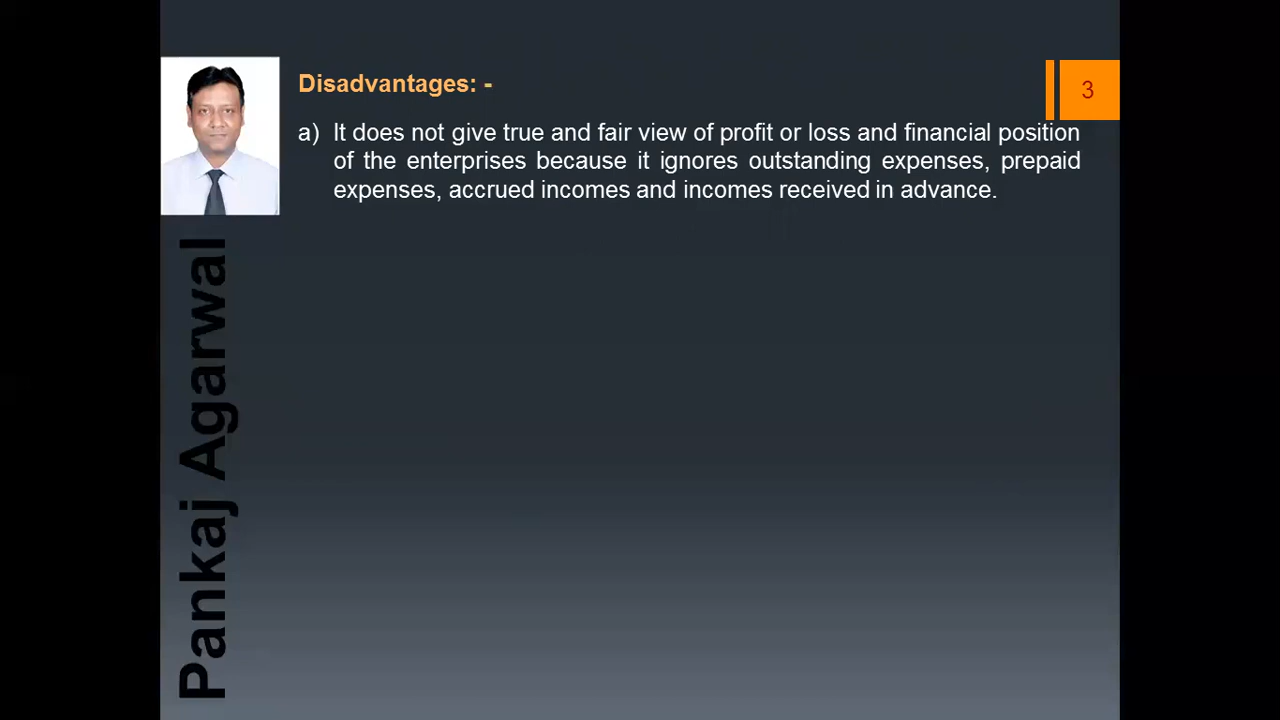 Disadvantages: -
3
a) It does not give true and fair view of profit or loss and financial position
of the enterprises because it ignores outstanding expenses, prepaid
expenses, accrued incomes and incomes received in advance.
Pankaj Agarwal